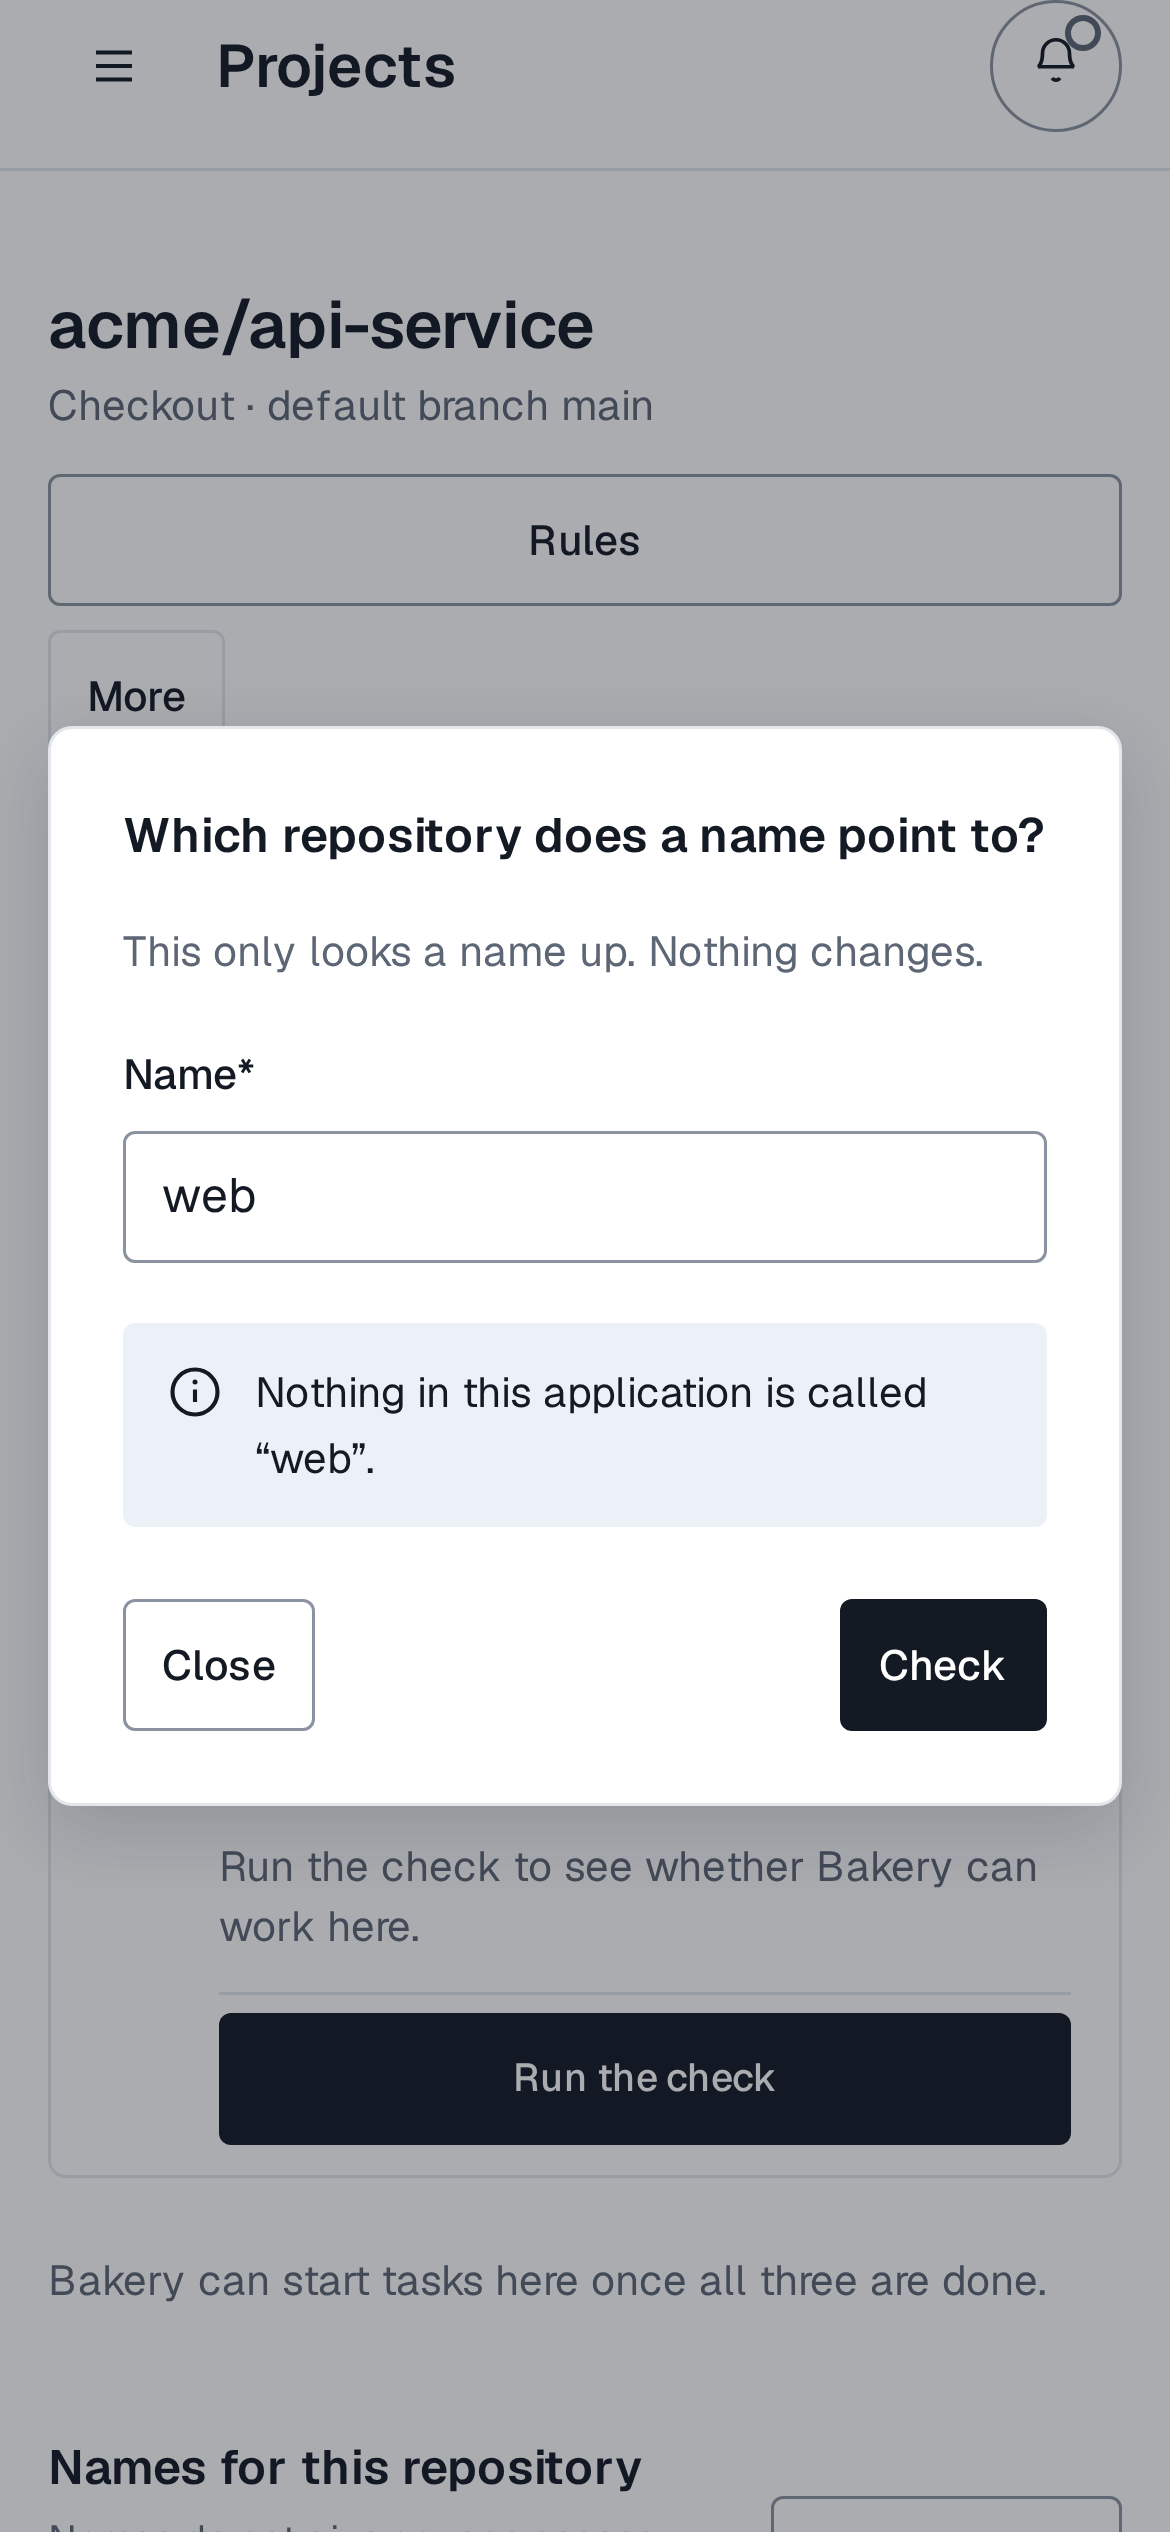 Projects
acme/api-service
Checkout · default branch main
Rules
More
Which repository does a name point to?
This only looks a name up. Nothing changes.
Name*
web
Nothing in this application is called
“web”.
Close
Check
Run the check to see whether Bakery can
work here.
Run the check
Bakery can start tasks here once all three are done.
Names for this repository